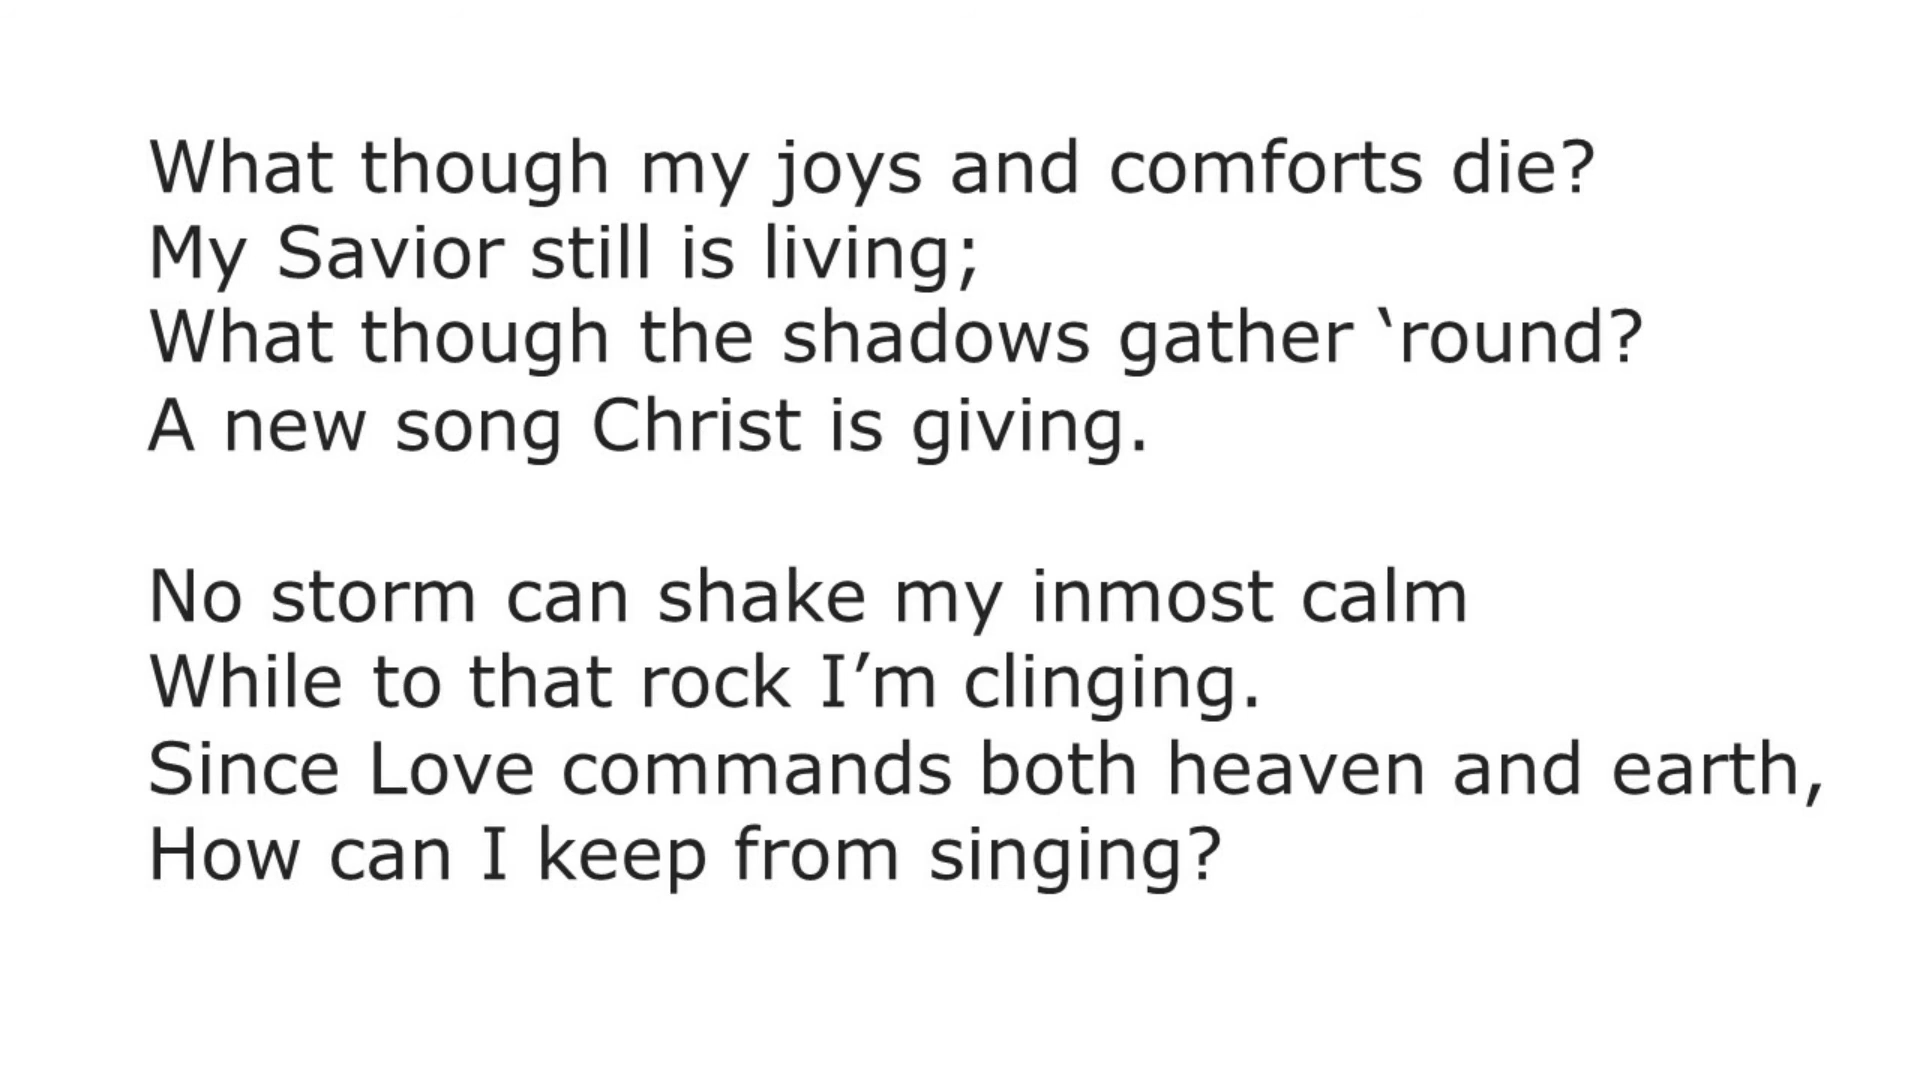 What though my joys and comforts die?
My Savior still is living;
What though the shadows gather ‘round?
A new song Christ is giving.

No storm can shake my inmost calm
While to that rock I’m clinging.
Since Love commands both heaven and earth,
How can I keep from singing?